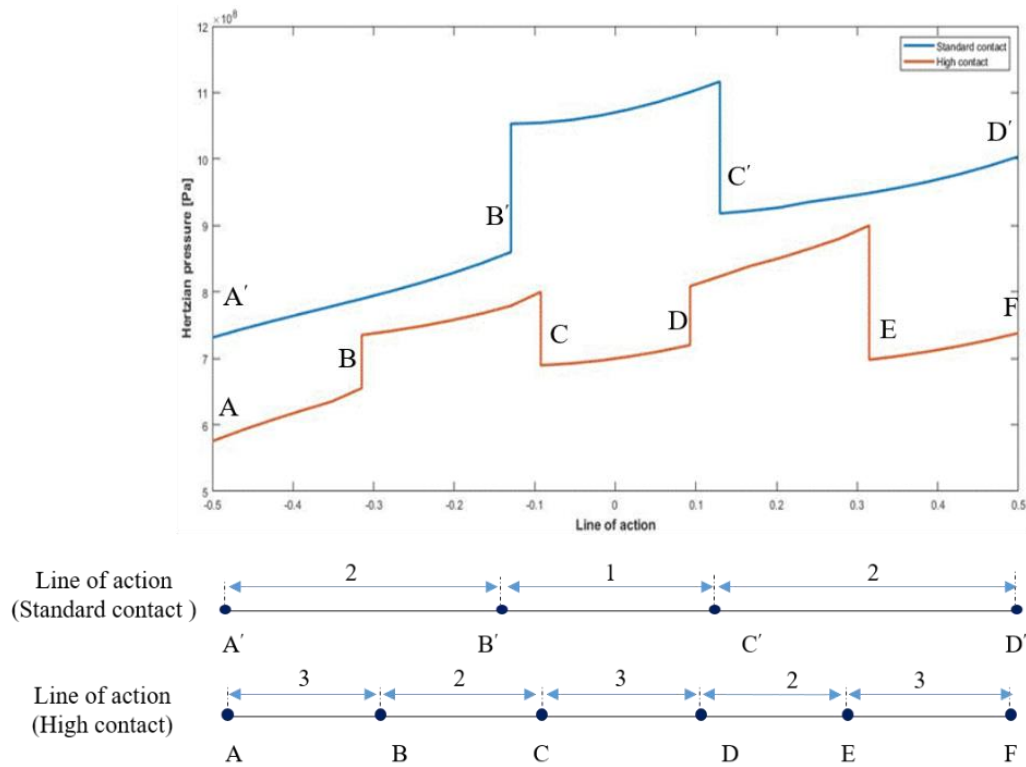 ×10⁸
12
11
10
9
8
7
6
5
Hertzian pressure [Pa]
Standard contact
High contact
A′
B′
C′
D′
A
B
C
D
E
F
-0.5 -0.4 -0.3 -0.2 -0.1 0 0.1 0.2 0.3 0.4 0.5
Line of action
Line of action
(Standard contact )
2 1 2
A′ B′ C′ D′
Line of action
(High contact)
3 2 3 2 3
A B C D E F